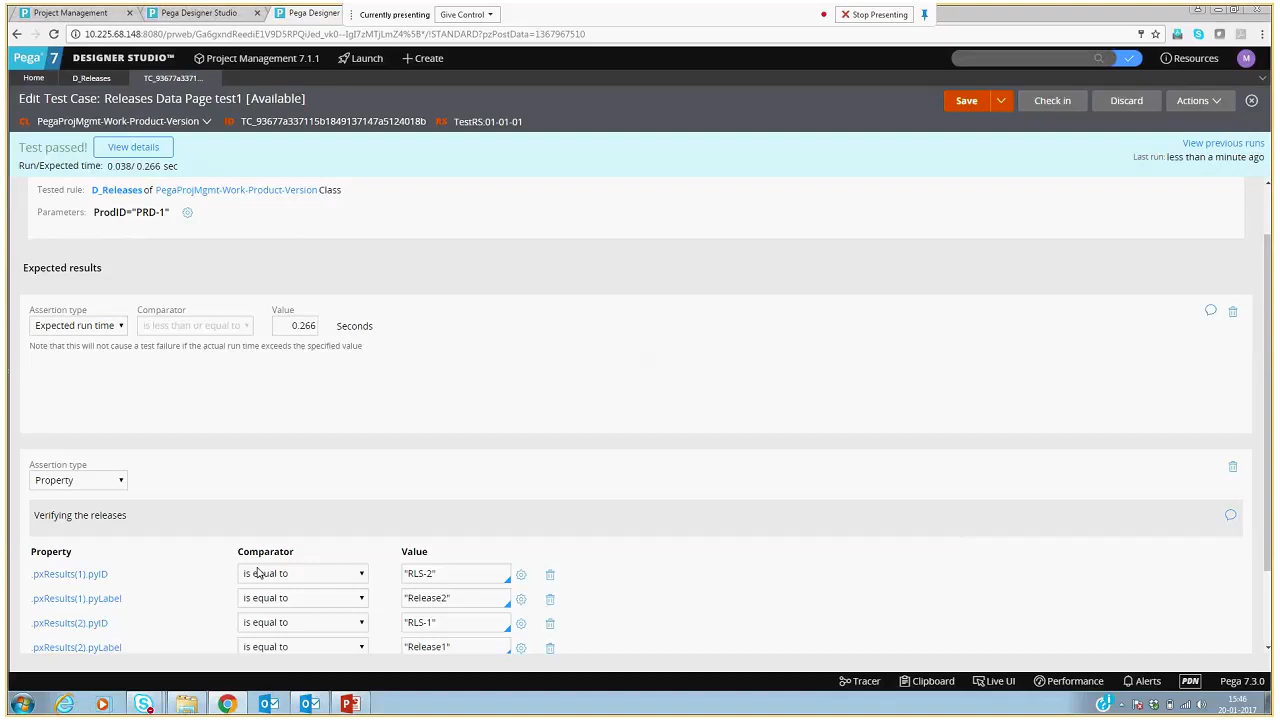 Project Management
Pega Designer Studio
Pega Designer
Currently presenting
Give Control
Stop Presenting
10.225.68.148:8080/prweb/Ga6gxndReediE1V9D5RPQiJed_vk0--IgI7zMTjLmZ4%5B*/!STANDARD?pzPostData=1367967510
Pega 7 DESIGNER STUDIO™ Project Management 7.1.1 Launch Create Resources M
Home D_Releases TC_93677a3371...
Edit Test Case: Releases Data Page test1 [Available] Save Check in Discard Actions
CL PegaProjMgmt-Work-Product-Version ID TC_93677a337115b1849137147a5124018b RS TestRS:01-01-01
Test passed! View details View previous runs
Run/Expected time: 0.038/ 0.266 sec Last run: less than a minute ago
Tested rule: D_Releases of PegaProjMgmt-Work-Product-Version Class
Parameters: ProdID="PRD-1"
Expected results
Assertion type Comparator Value
Expected run time is less than or equal to 0.266 Seconds
Note that this will not cause a test failure if the actual run time exceeds the specified value
Assertion type
Property
Verifying the releases
Property Comparator Value
.pxResults(1).pyID is equal to "RLS-2"
.pxResults(1).pyLabel is equal to "Release2"
.pxResults(2).pyID is equal to "RLS-1"
.pxResults(2).pyLabel is equal to "Release1"
Tracer Clipboard Live UI Performance Alerts PDN Pega 7.3.0
15:46
20-01-2017